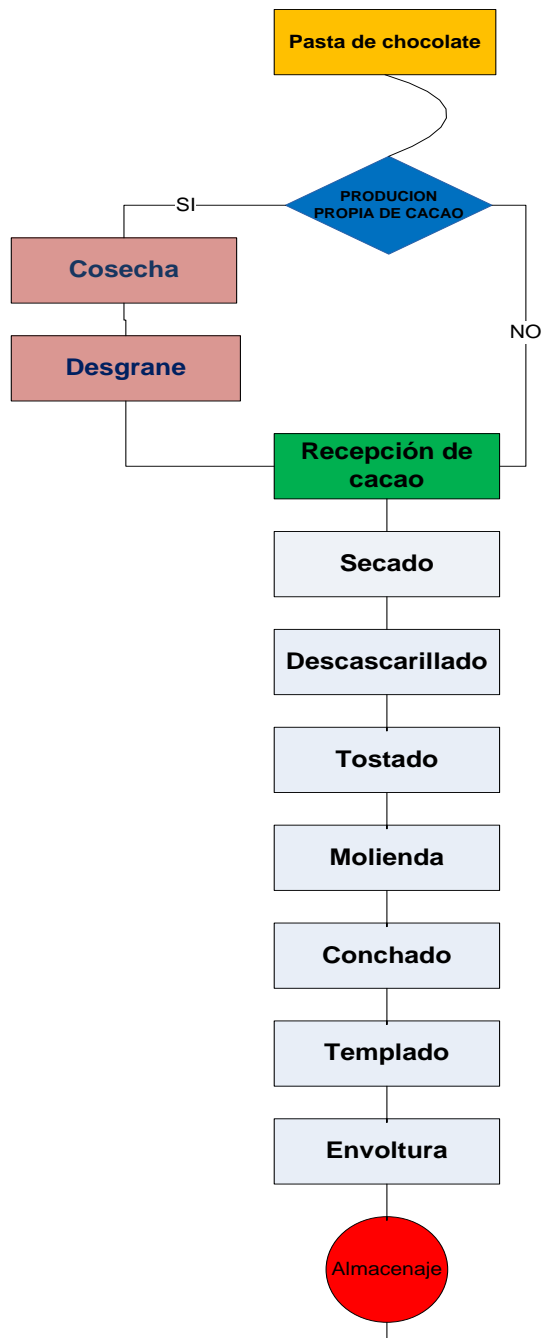 Pasta de chocolate
PRODUCION
PROPIA DE CACAO
SI
Cosecha
NO
Desgrane
Recepción de
cacao
Secado
Descascarillado
Tostado
Molienda
Conchado
Templado
Envoltura
Almacenaje